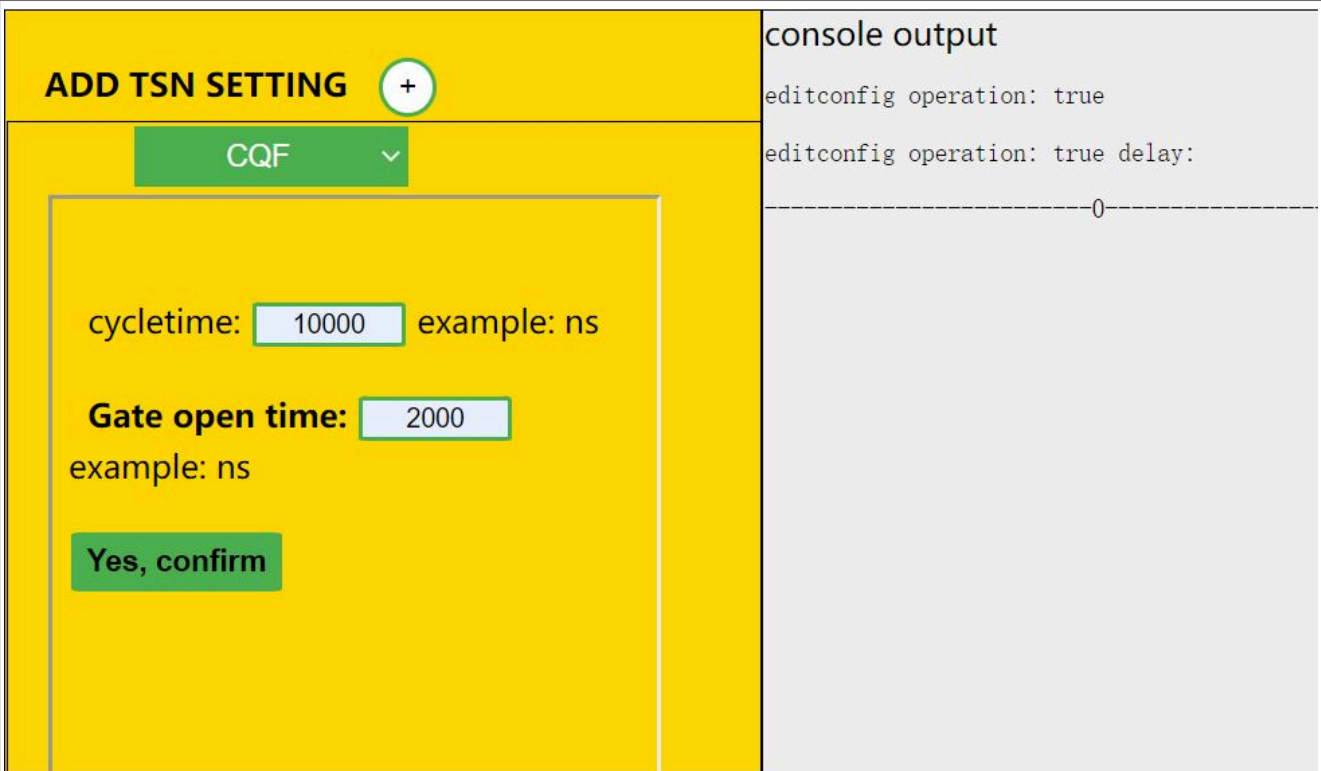 ADD TSN SETTING +
CQF
cycletime: 10000 example: ns
Gate open time: 2000
example: ns
Yes, confirm
console output
editconfig operation: true
editconfig operation: true delay:
-------------------------0----------------